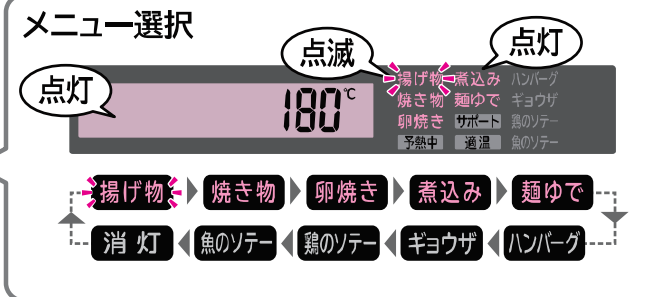 メニュー選択
点滅
点灯
点灯
180℃
揚げ物 煮込み ハンバーグ
焼き物 麺ゆで ギョウザ
卵焼き サポート 鶏のソテー
予熱中 適温 魚のソテー
揚げ物 焼き物 卵焼き 煮込み 麺ゆで
消灯 魚のソテー 鶏のソテー ギョウザ ハンバーグ